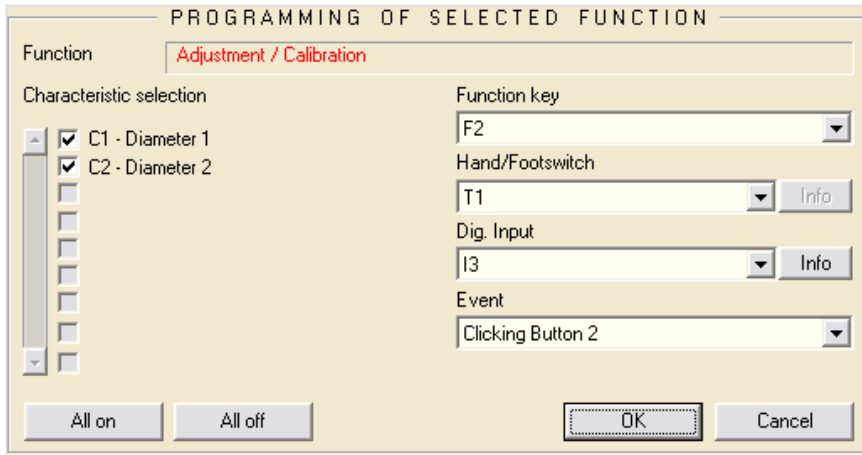 PROGRAMMING OF SELECTED FUNCTION
Function
Adjustment / Calibration
Characteristic selection
C1 - Diameter 1
C2 - Diameter 2
Function key
F2
Hand/Footswitch
T1
Info
Dig. Input
I3
Info
Event
Clicking Button 2
All on
All off
OK
Cancel